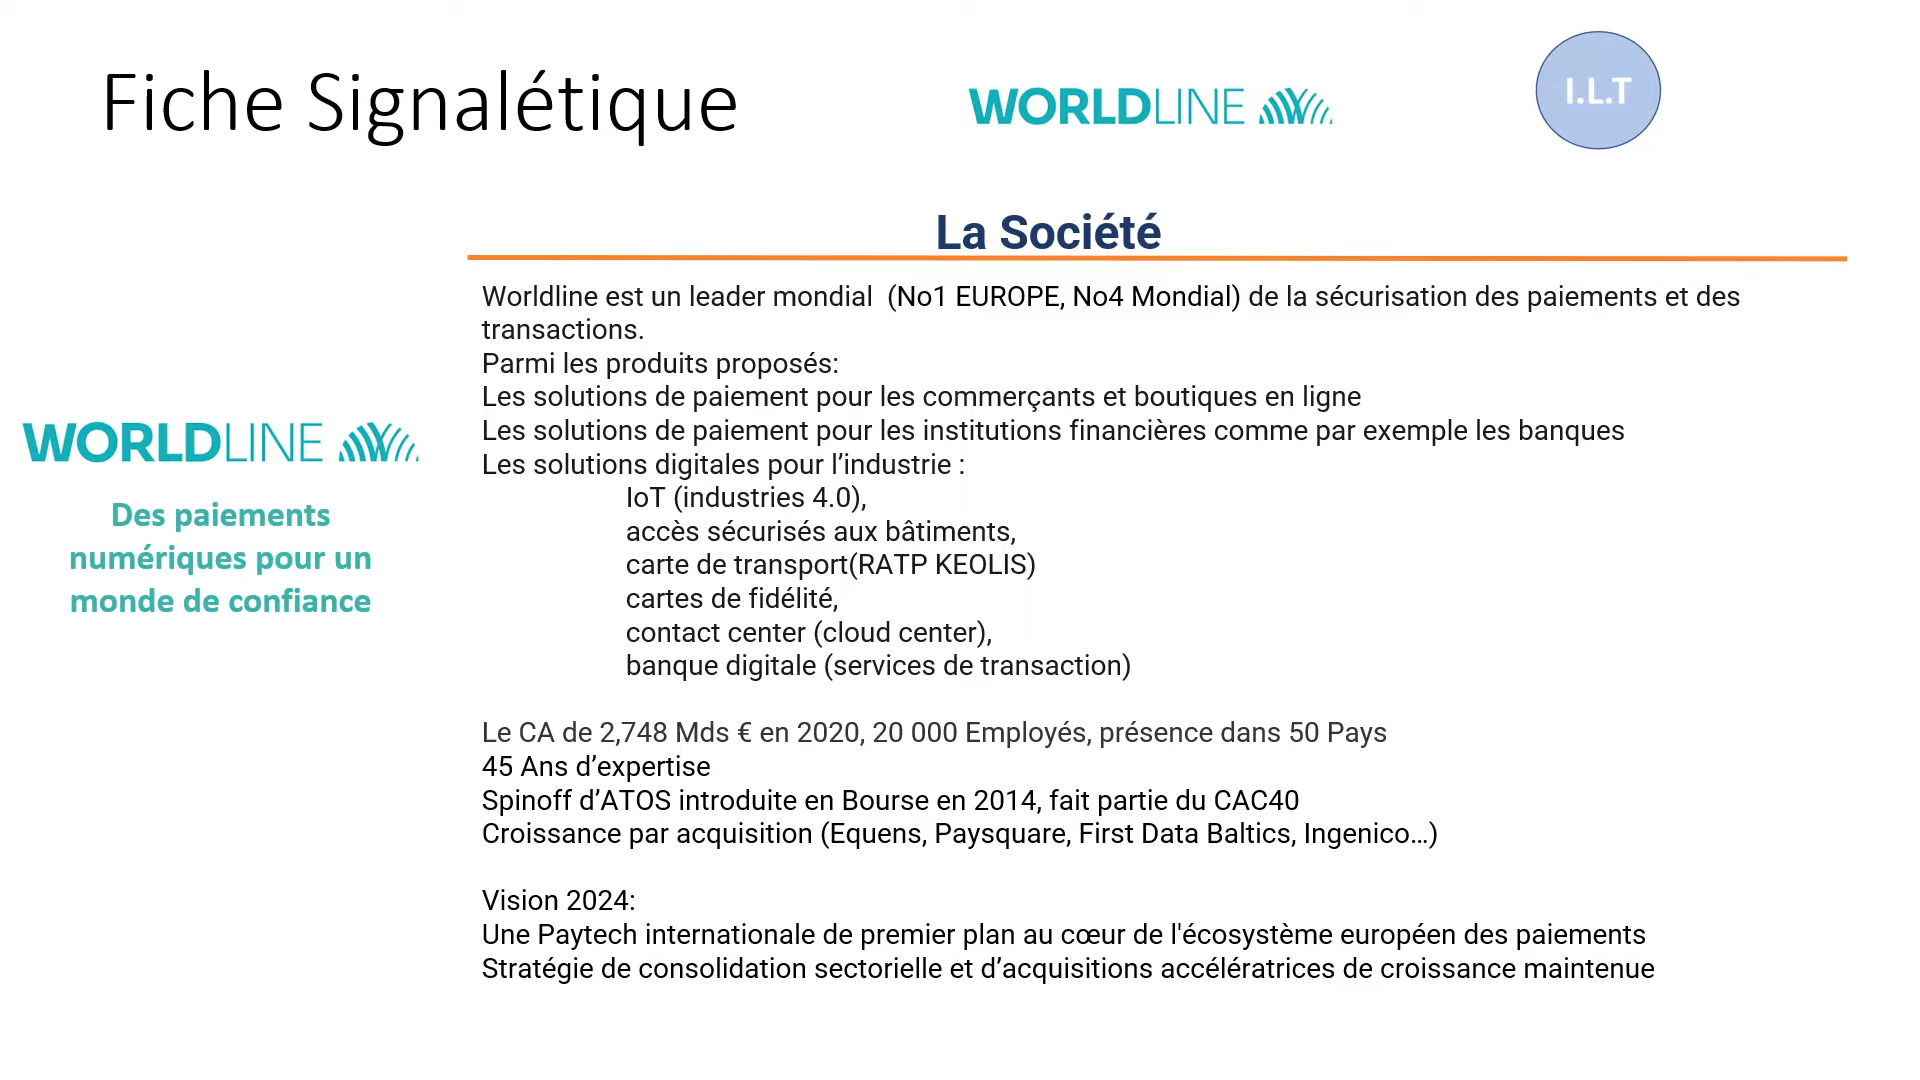 Fiche Signalétique
WORLDLINE
I.L.T
La Société
Worldline est un leader mondial  (No1 EUROPE, No4 Mondial) de la sécurisation des paiements et des
transactions.
Parmi les produits proposés:
Les solutions de paiement pour les commerçants et boutiques en ligne
Les solutions de paiement pour les institutions financières comme par exemple les banques
Les solutions digitales pour l’industrie :
IoT (industries 4.0),
accès sécurisés aux bâtiments,
carte de transport(RATP KEOLIS)
cartes de fidélité,
contact center (cloud center),
banque digitale (services de transaction)
Le CA de 2,748 Mds € en 2020, 20 000 Employés, présence dans 50 Pays
45 Ans d’expertise
Spinoff d’ATOS introduite en Bourse en 2014, fait partie du CAC40
Croissance par acquisition (Equens, Paysquare, First Data Baltics, Ingenico…)
Vision 2024:
Une Paytech internationale de premier plan au cœur de l'écosystème européen des paiements
Stratégie de consolidation sectorielle et d’acquisitions accélératrices de croissance maintenue
WORLDLINE
Des paiements
numériques pour un
monde de confiance